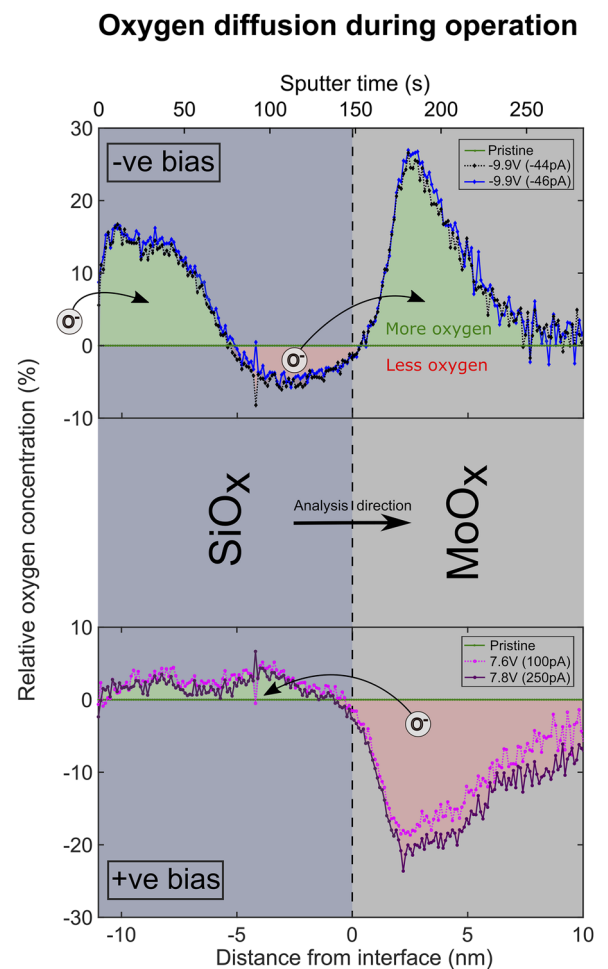 Oxygen diffusion during operation
Sputter time (s)
0 50 100 150 200 250
30
20
10
0
-10
-ve bias
Pristine
-9.9V (-44pA)
-9.9V (-46pA)
O-
O-
More oxygen
Less oxygen
Relative oxygen concentration (%)
SiOx
Analysis direction
MoOx
10
0
-10
-20
-30
Pristine
7.6V (100pA)
7.8V (250pA)
O-
+ve bias
-10 -5 0 5 10
Distance from interface (nm)